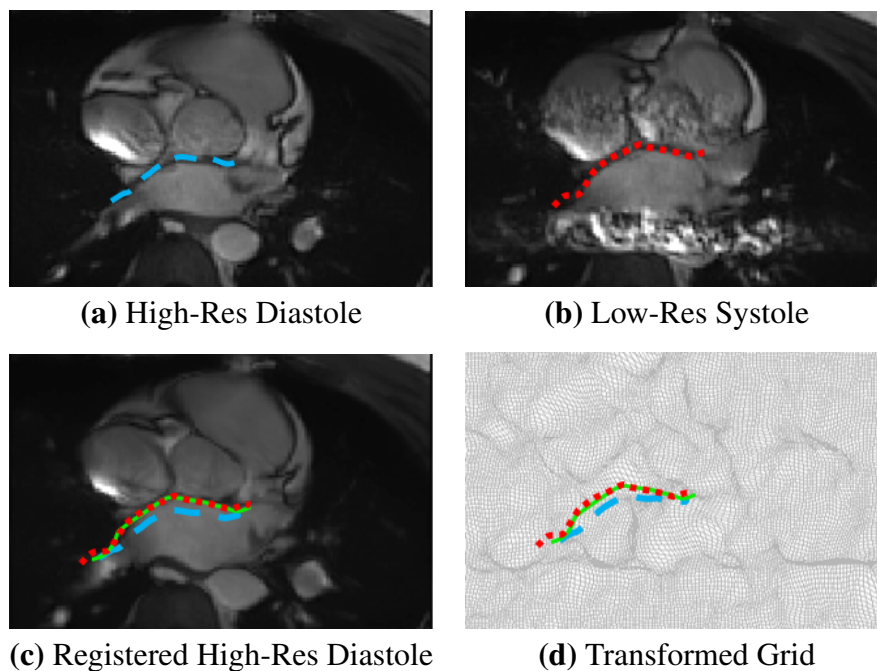 (a) High-Res Diastole
(b) Low-Res Systole
(c) Registered High-Res Diastole
(d) Transformed Grid